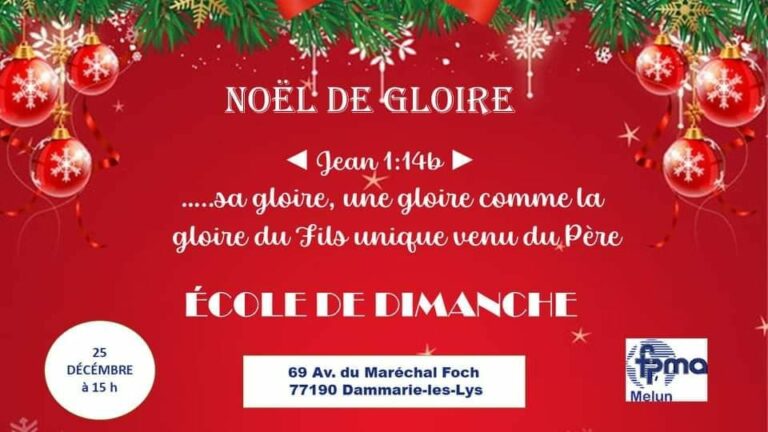 NOËL DE GLOIRE
◄ Jean 1:14b ►
.....sa gloire, une gloire comme la
gloire du Fils unique venu du Père
ÉCOLE DE DIMANCHE
25
DÉCÉMBRE
à 15 h
69 Av. du Maréchal Foch
77190 Dammarie-les-Lys
fpma
Melun